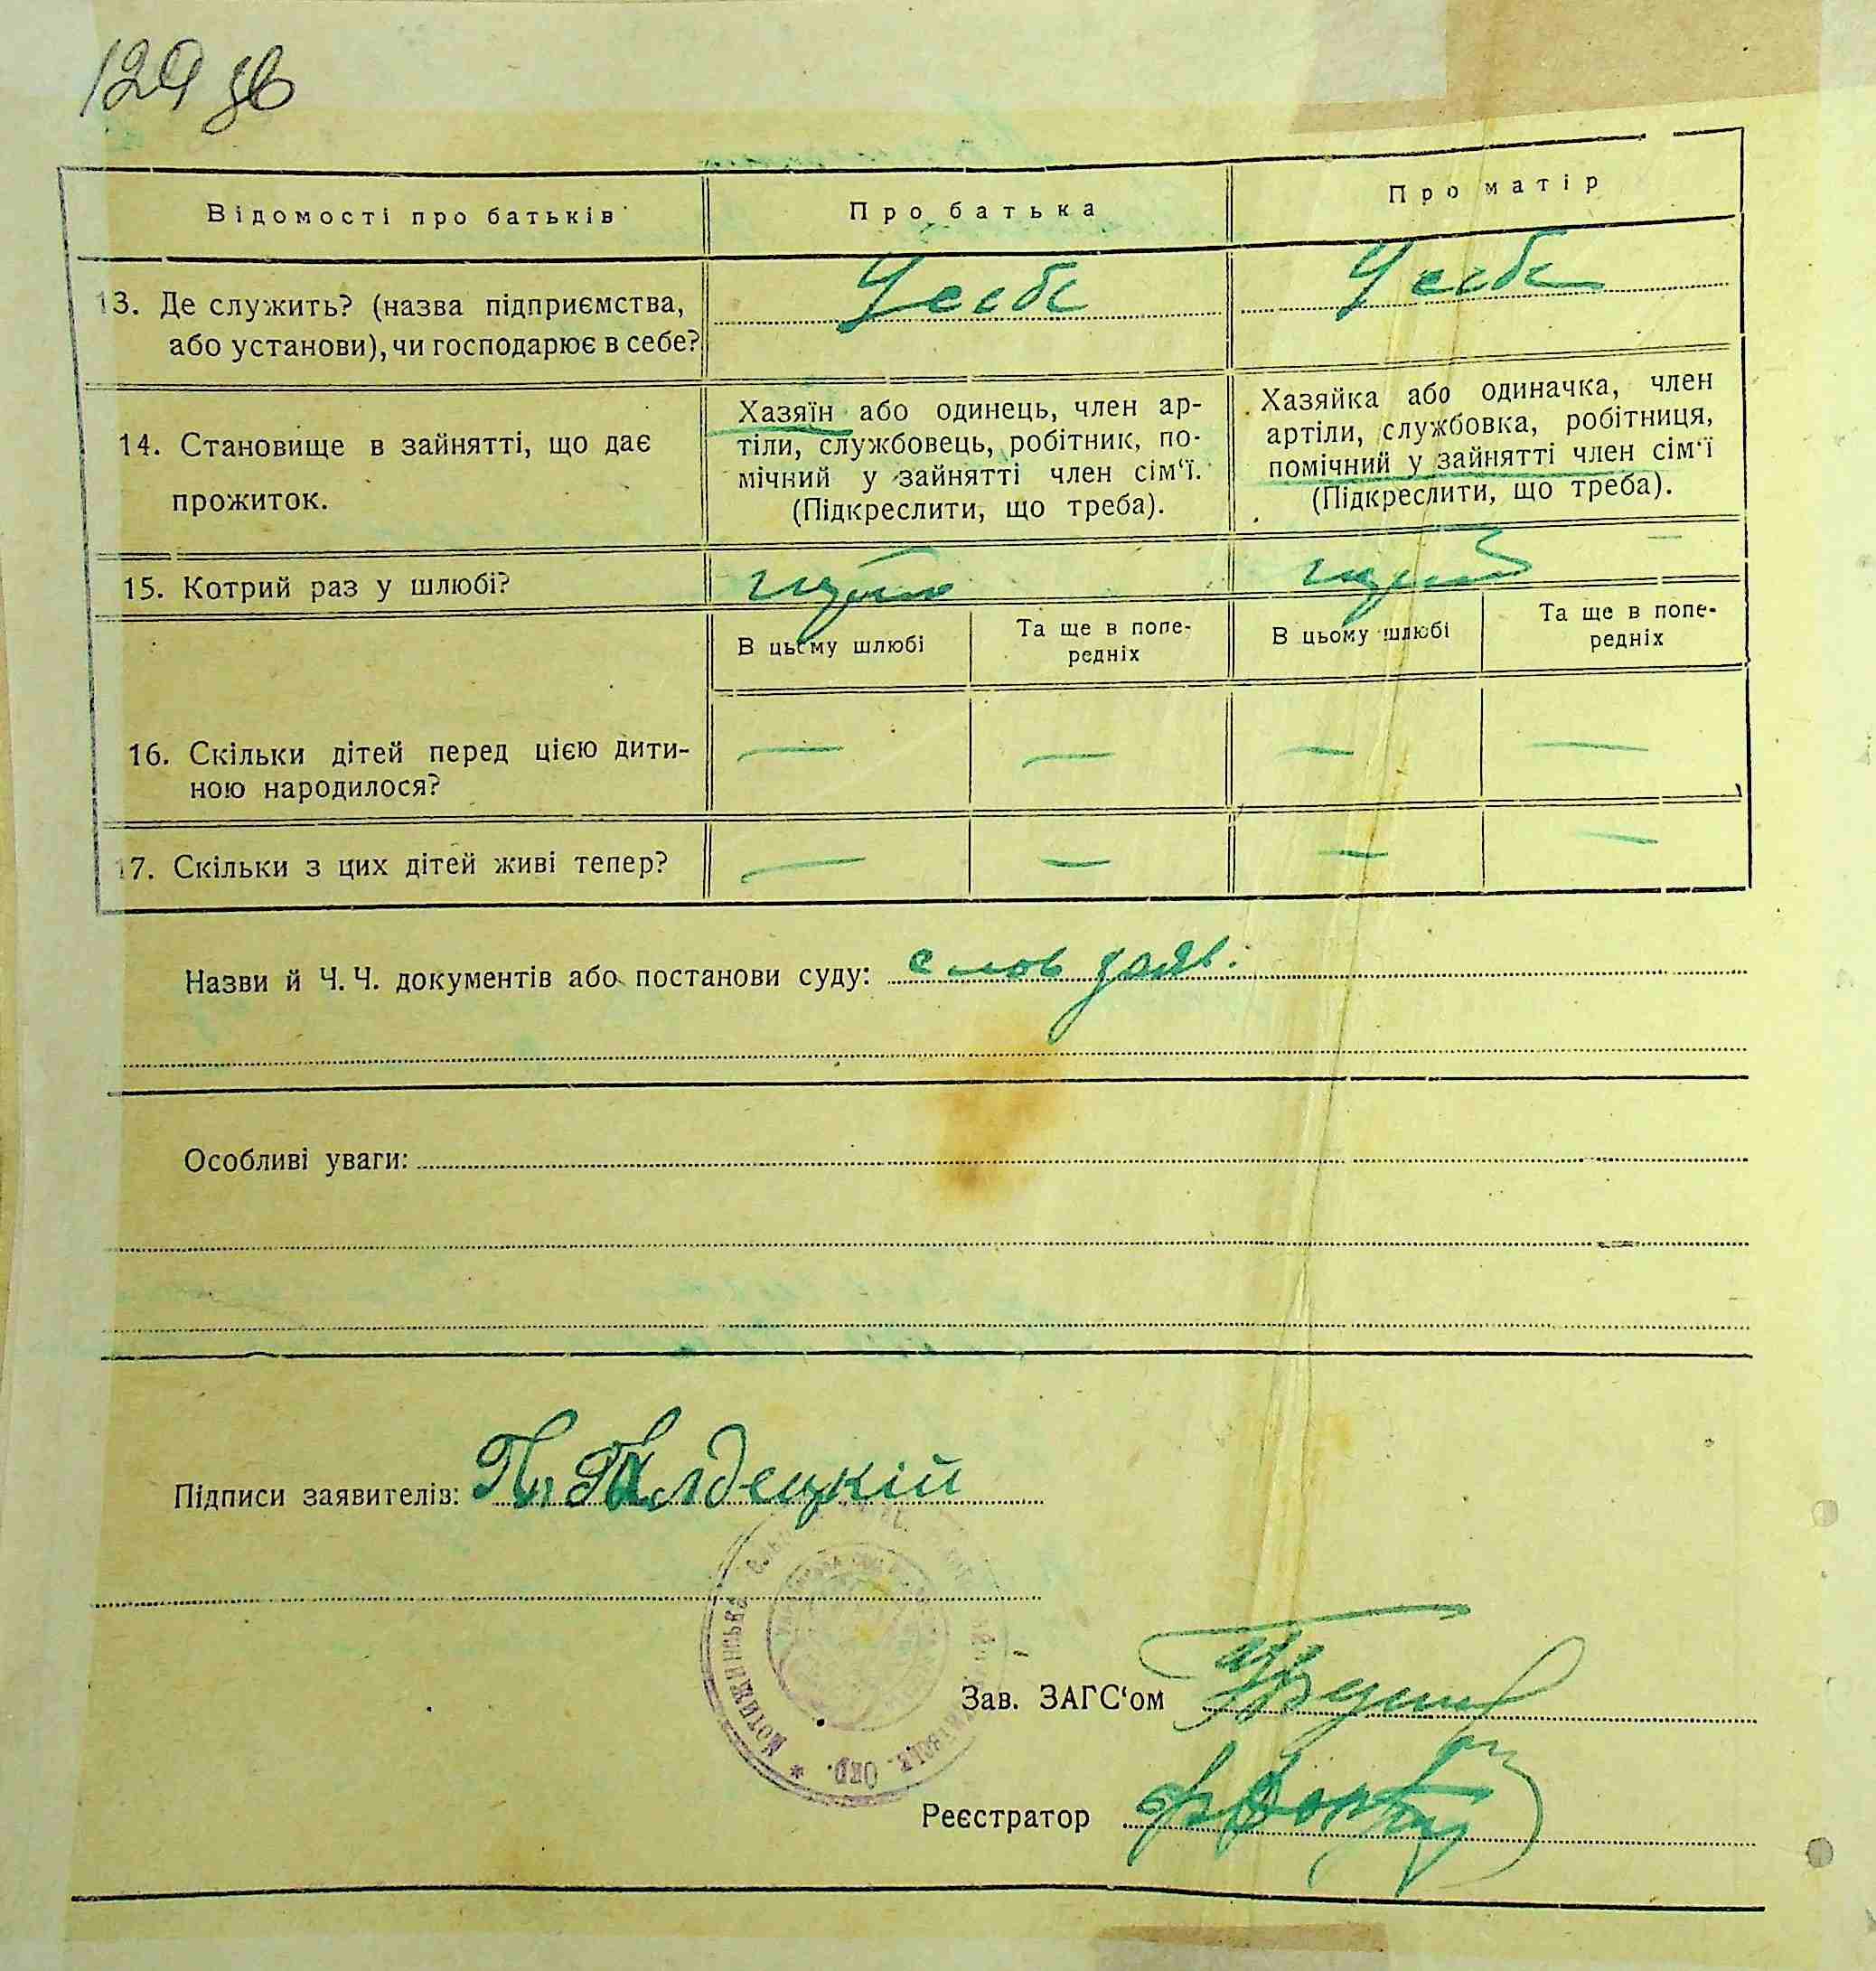 129 зв
Відомості про батьків
Про батька
Про матір
13. Де служить? (назва підприємства, або установи), чи господарює в себе?
У себе
У себе
14. Становище в зайнятті, що дає прожиток.
Хазяїн або одинець, член ар-
тіли, службовець, робітник, по-
мічний у зайнятті член сім'ї.
(Підкреслити, що треба).
Хазяйка або одиначка, член
артіли, службовка, робітниця,
помічний у зайнятті член сім'ї
(Підкреслити, що треба).
15. Котрий раз у шлюбі?
В цьому шлюбі
Та ще в попе-
редніх
В цьому шлюбі
Та ще в попе-
редніх
16. Скільки дітей перед цією дити-
ною народилося?
— — — —
17. Скільки з цих дітей живі тепер?
— — — —
Назви й Ч. Ч. документів або постанови суду: слов заяв.
Особливі уваги:
Підписи заявителів:
Мотижинська
Окр.
Зав. ЗАГС'ом
Реєстратор